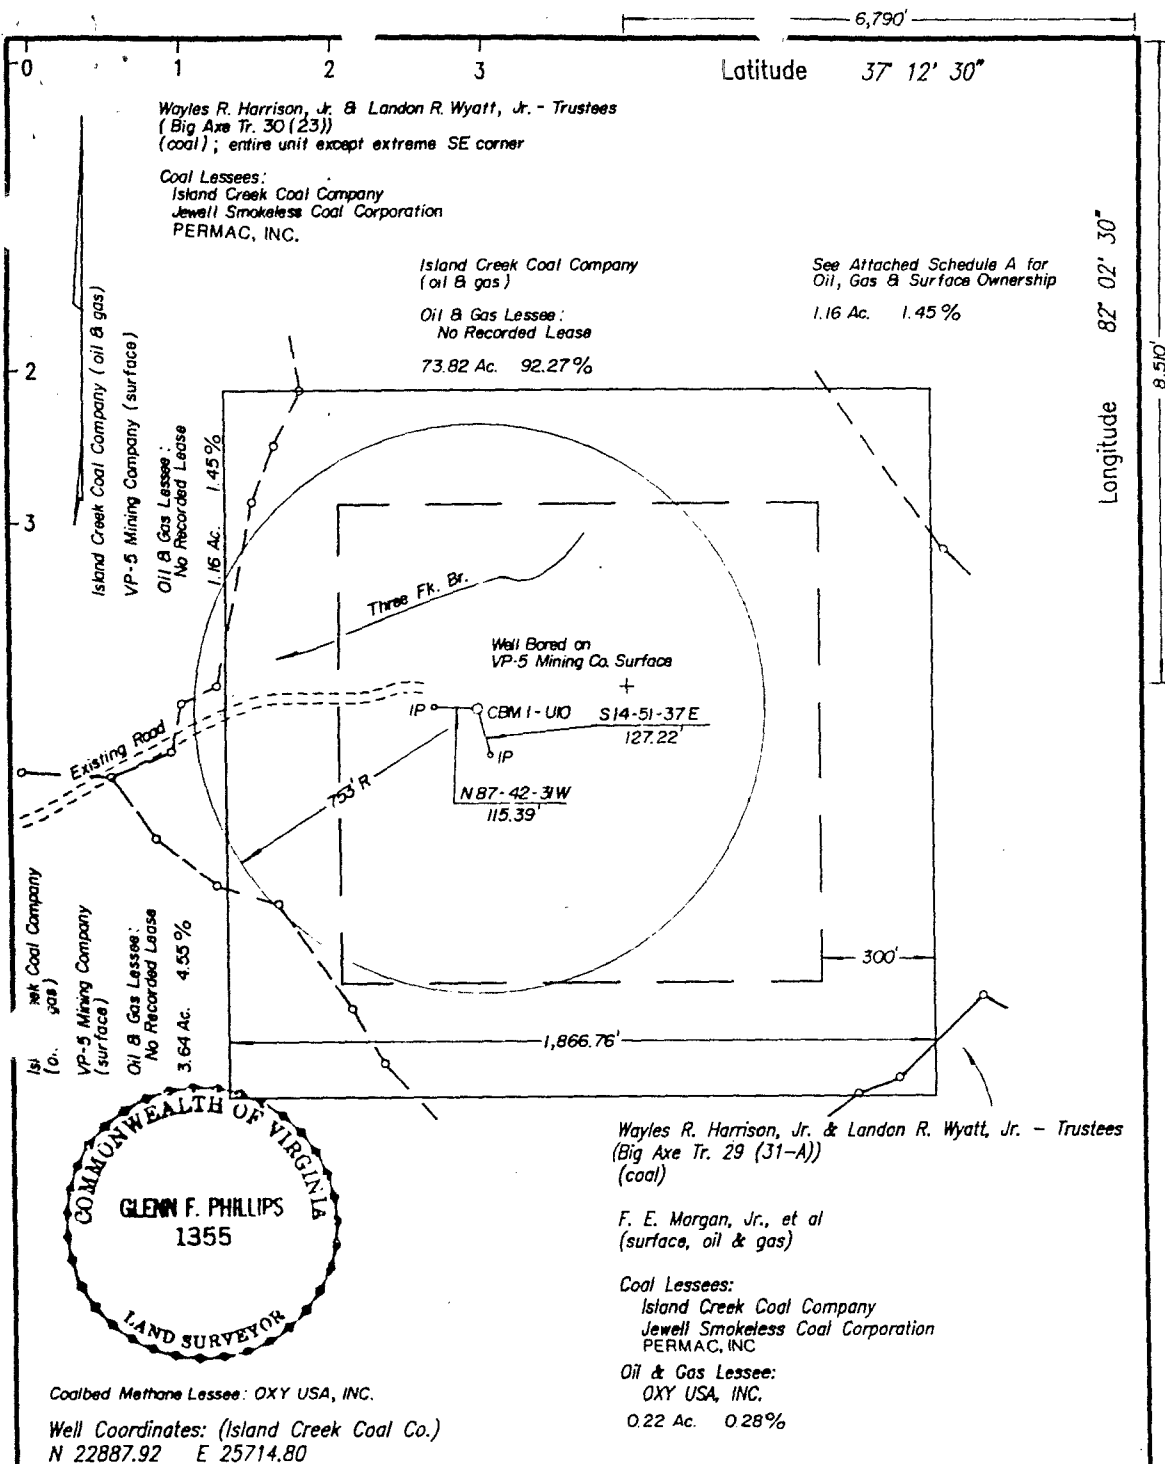 6,790'
0 1 2 3
Latitude 37° 12' 30"
Wayles R. Harrison, Jr. & Landon R. Wyatt, Jr. - Trustees
( Big Axe Tr. 30 (23))
(coal) ; entire unit except extreme SE corner
Coal Lessees:
Island Creek Coal Company
Jewell Smokeless Coal Corporation
PERMAC, INC.
Island Creek Coal Company
( oil & gas )
Oil & Gas Lessee :
No Recorded Lease
73.82 Ac. 92.27%
See Attached Schedule A for
Oil, Gas & Surface Ownership
1.16 Ac. 1.45%
Longitude 82° 02' 30"
8,510'
2
3
Island Creek Coal Company ( oil & gas)
VP-5 Mining Company ( surface)
Oil & Gas Lessee :
No Recorded Lease
1.16 Ac. 1.45%
Three Fk. Br.
Well Bored on
VP-5 Mining Co. Surface
IP
CBM I - U10
S14-51-37 E
127.22'
IP
Existing Road
753' R
N 87-42-31W
115.39'
300'
1,866.76'
Coal Company
gas )
VP-5 Mining Company
(surface)
Oil & Gas Lessee:
No Recorded Lease
3.64 Ac. 4.55%
COMMONWEALTH OF VIRGINIA
GLENN F. PHILLIPS
1355
LAND SURVEYOR
Wayles R. Harrison, Jr. & Landon R. Wyatt, Jr. - Trustees
(Big Axe Tr. 29 (31-A))
(coal)
F. E. Morgan, Jr., et al
(surface, oil & gas)
Coal Lessees:
Island Creek Coal Company
Jewell Smokeless Coal Corporation
PERMAC, INC
Oil & Gas Lessee:
OXY USA, INC.
0.22 Ac. 0.28%
Coalbed Methane Lessee: OXY USA, INC.
Well Coordinates: (Island Creek Coal Co.)
N 22887.92 E 25714.80